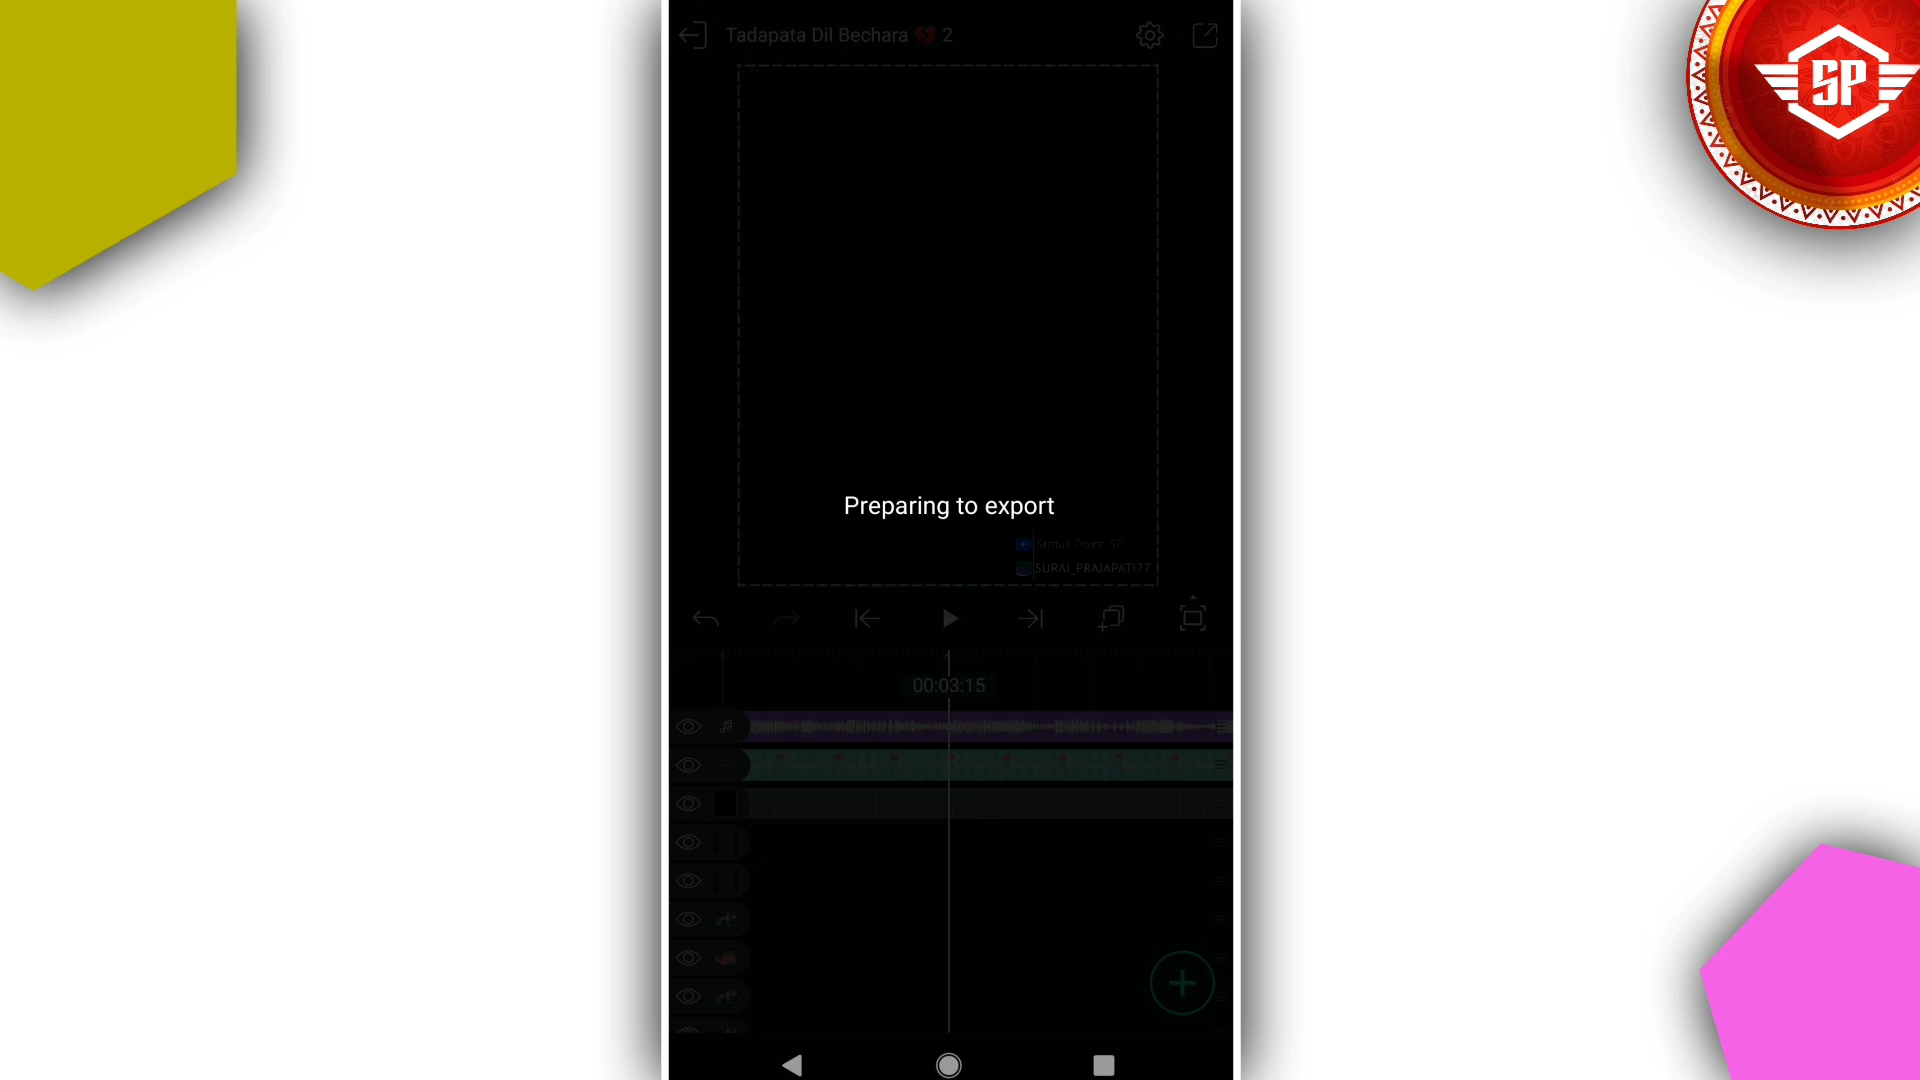 Tadapata Dil Bechara 💔 2
SP
Preparing to export
Status Point SP
SURAJ_PRAJAPATI77
00:03:15